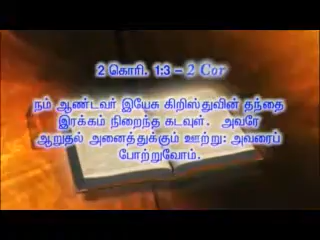 2 கொரி. 1:3 – 2 Cor
நம் ஆண்டவர் இயேசு கிறிஸ்துவின் தந்தை
இரக்கம் நிறைந்த கடவுள். அவரே
ஆறுதல் அனைத்துக்கும் ஊற்று: அவரைப்
போற்றுவோம்.